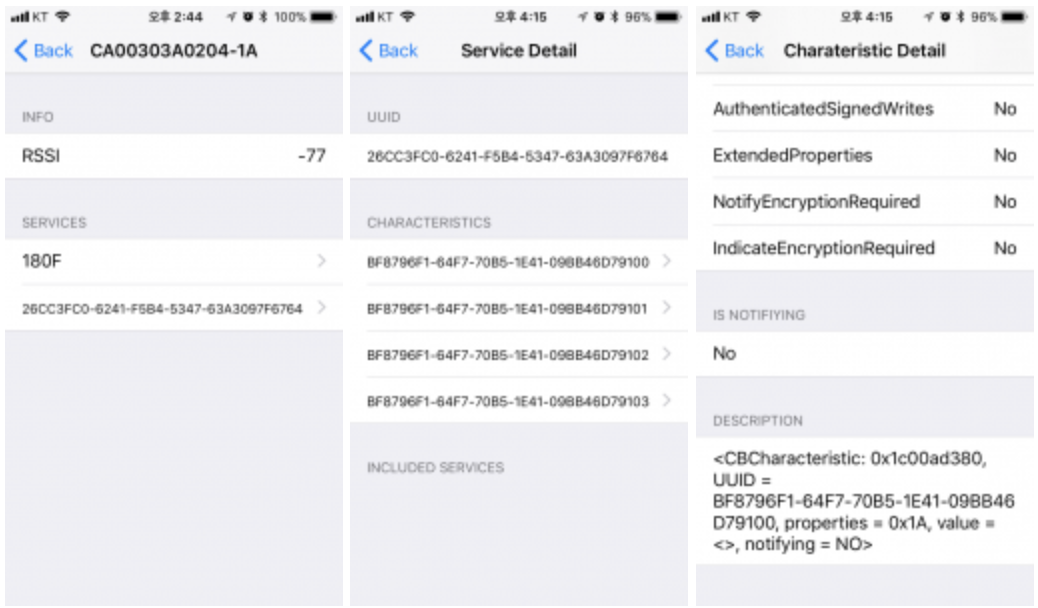 KT 오후 2:44 100%
Back CA00303A0204-1A
INFO
RSSI -77
SERVICES
180F
26CC3FC0-6241-F5B4-5347-63A3097F6764
KT 오후 4:15 96%
Back Service Detail
UUID
26CC3FC0-6241-F5B4-5347-63A3097F6764
CHARACTERISTICS
BF8796F1-64F7-70B5-1E41-09BB46D79100
BF8796F1-64F7-70B5-1E41-09BB46D79101
BF8796F1-64F7-70B5-1E41-09BB46D79102
BF8796F1-64F7-70B5-1E41-09BB46D79103
INCLUDED SERVICES
KT 오후 4:15 96%
Back Charateristic Detail
AuthenticatedSignedWrites No
ExtendedProperties No
NotifyEncryptionRequired No
IndicateEncryptionRequired No
IS NOTIFIYING
No
DESCRIPTION
<CBCharacteristic: 0x1c00ad380,
UUID =
BF8796F1-64F7-70B5-1E41-09BB46
D79100, properties = 0x1A, value =
<>, notifying = NO>